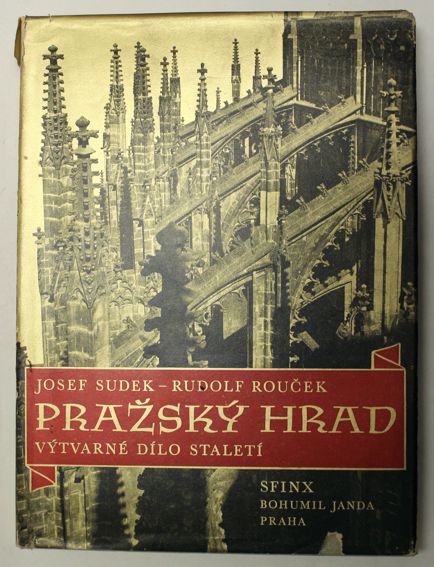 JOSEF SUDEK – RUDOLF ROUČEK
PRAŽSKÝ HRAD
VÝTVARNÉ DÍLO STALETÍ
SFINX
BOHUMIL JANDA
PRAHA